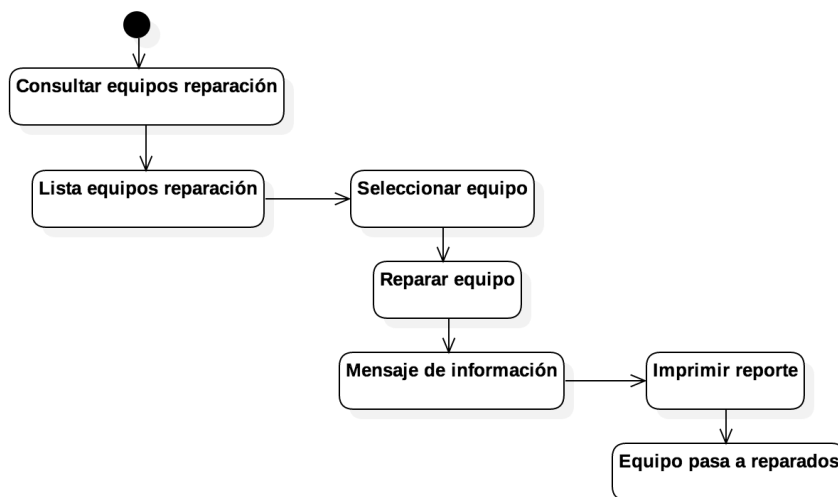 Consultar equipos reparación
Lista equipos reparación
Seleccionar equipo
Reparar equipo
Mensaje de información
Imprimir reporte
Equipo pasa a reparados